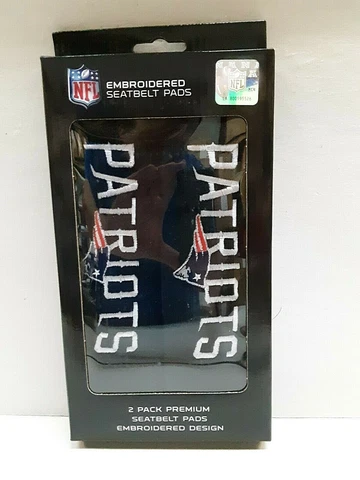 NFL
EMBROIDERED
SEATBELT PADS
PATRIOTS
PATRIOTS
2 PACK PREMIUM
SEATBELT PADS
EMBROIDERED DESIGN